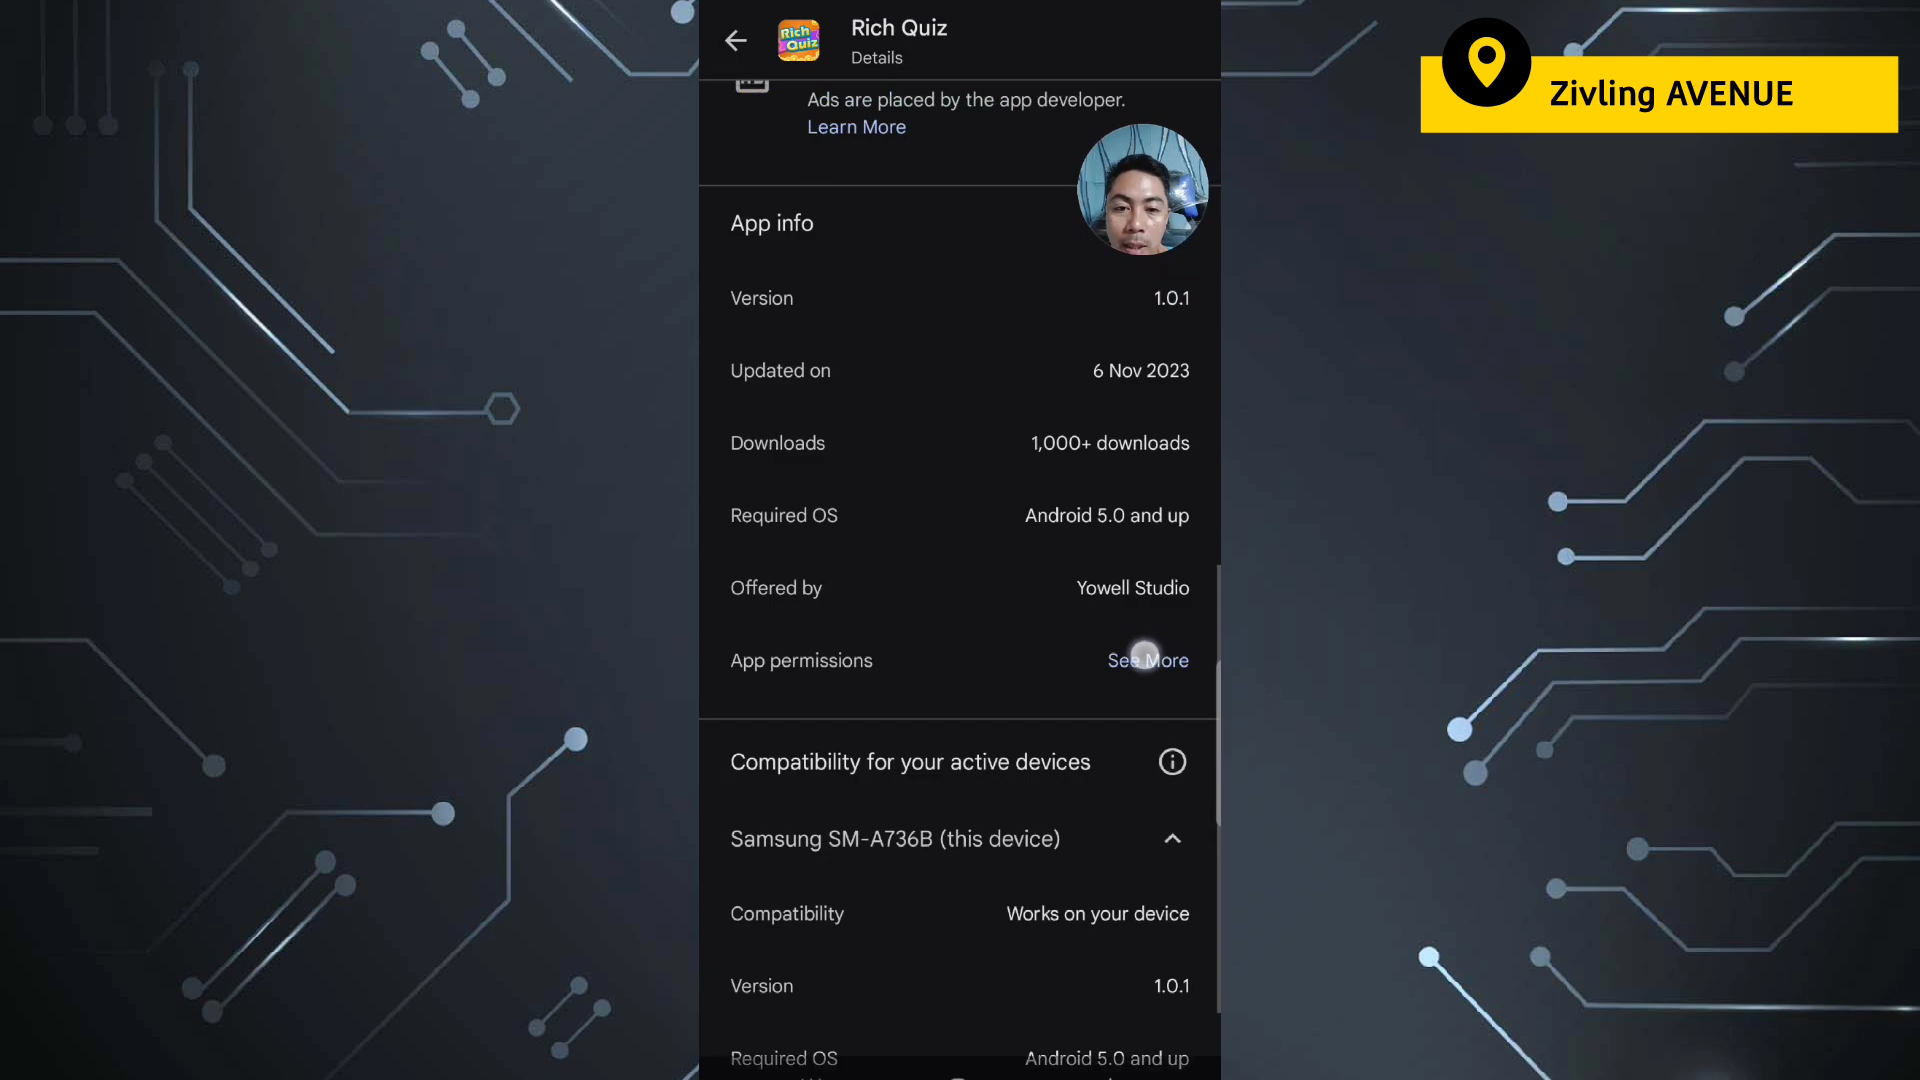 Rich Quiz
Details
Rich
Quiz
Zivling AVENUE
Ads are placed by the app developer.
Learn More
App info
Version 1.0.1
Updated on 6 Nov 2023
Downloads 1,000+ downloads
Required OS Android 5.0 and up
Offered by Yowell Studio
App permissions See More
Compatibility for your active devices
Samsung SM-A736B (this device)
Compatibility Works on your device
Version 1.0.1
Required OS Android 5.0 and up